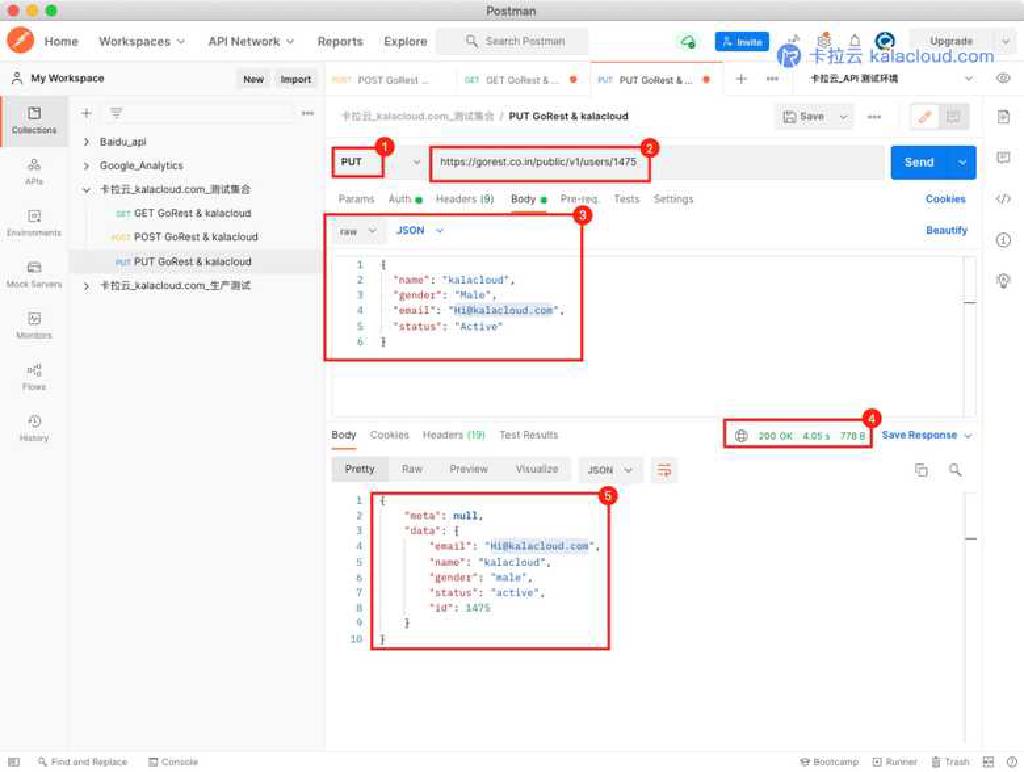 Postman
Home Workspaces API Network Reports Explore Search Postman Invite Upgrade
卡拉云 kalacloud.com
My Workspace New Import POST GoRest ... GET GoRest & ... PUT GoRest & ... 卡拉云_API 测试环境
Collections
APIs
Environments
Mock Servers
Monitors
Flows
History
Baidu_api
Google_Analytics
卡拉云_kalacloud.com_测试集合
GET GET GoRest & kalacloud
POST POST GoRest & kalacloud
PUT PUT GoRest & kalacloud
卡拉云_kalacloud.com_生产测试
卡拉云_kalacloud.com_测试集合 / PUT GoRest & kalacloud Save
1 2
PUT https://gorest.co.in/public/v1/users/1475 Send
Params Auth Headers (9) Body Pre-req. Tests Settings Cookies
3
raw JSON Beautify
1 {
2 "name": "kalacloud",
3 "gender": "Male",
4 "email": "Hi@kalacloud.com",
5 "status": "Active"
6 }
4
Body Cookies Headers (19) Test Results 200 OK 4.05 s 778 B Save Response
Pretty Raw Preview Visualize JSON
5
1 {
2 "meta": null,
3 "data": {
4 "email": "Hi@kalacloud.com",
5 "name": "kalacloud",
6 "gender": "male",
7 "status": "active",
8 "id": 1475
9 }
10 }
Find and Replace Console Bootcamp Runner Trash